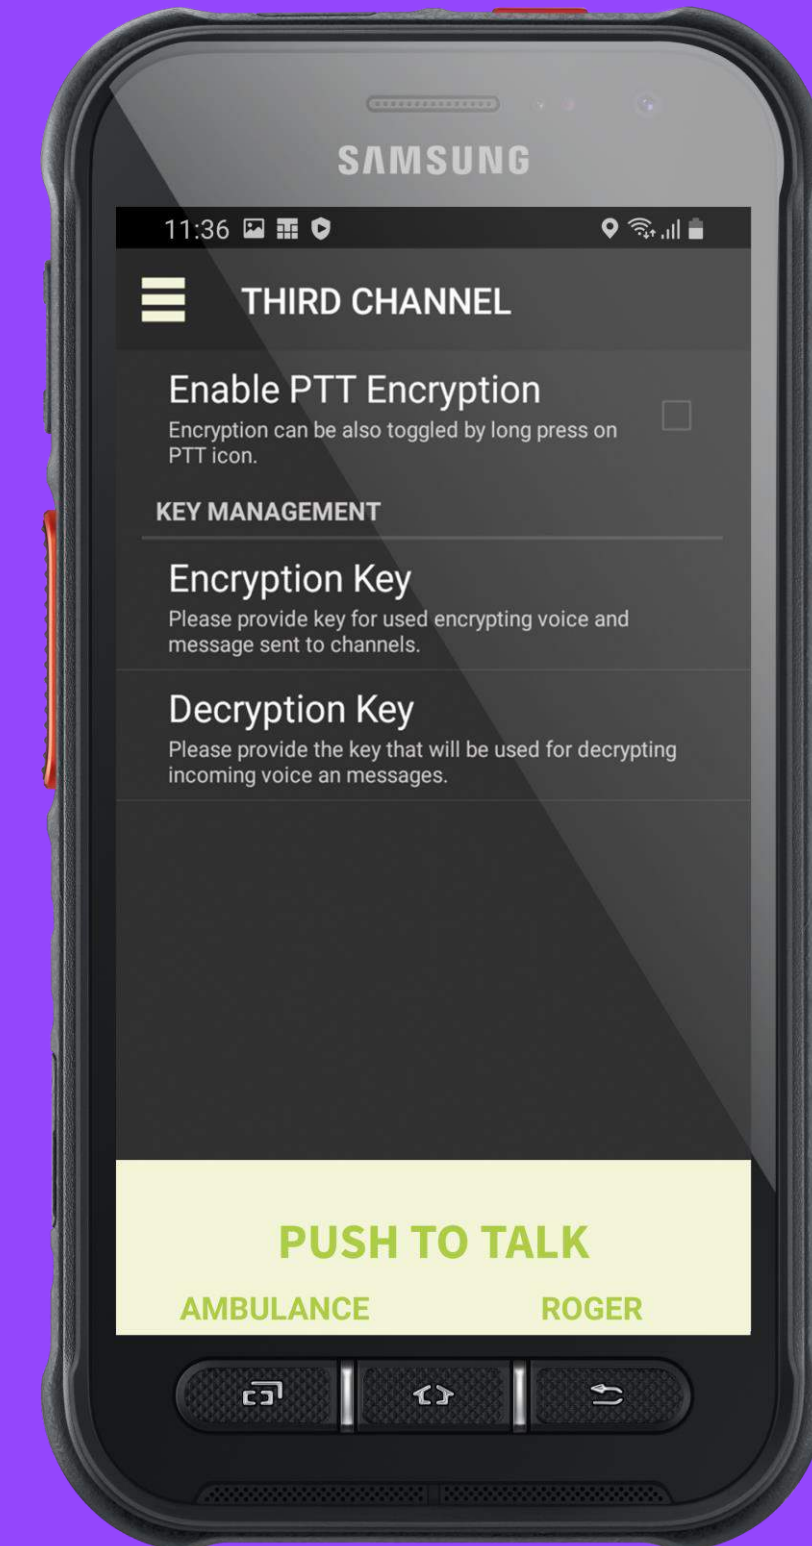 SAMSUNG
11:36
THIRD CHANNEL
Enable PTT Encryption
Encryption can be also toggled by long press on
PTT icon.
KEY MANAGEMENT
Encryption Key
Please provide key for used encrypting voice and
message sent to channels.
Decryption Key
Please provide the key that will be used for decrypting
incoming voice an messages.
PUSH TO TALK
AMBULANCE ROGER